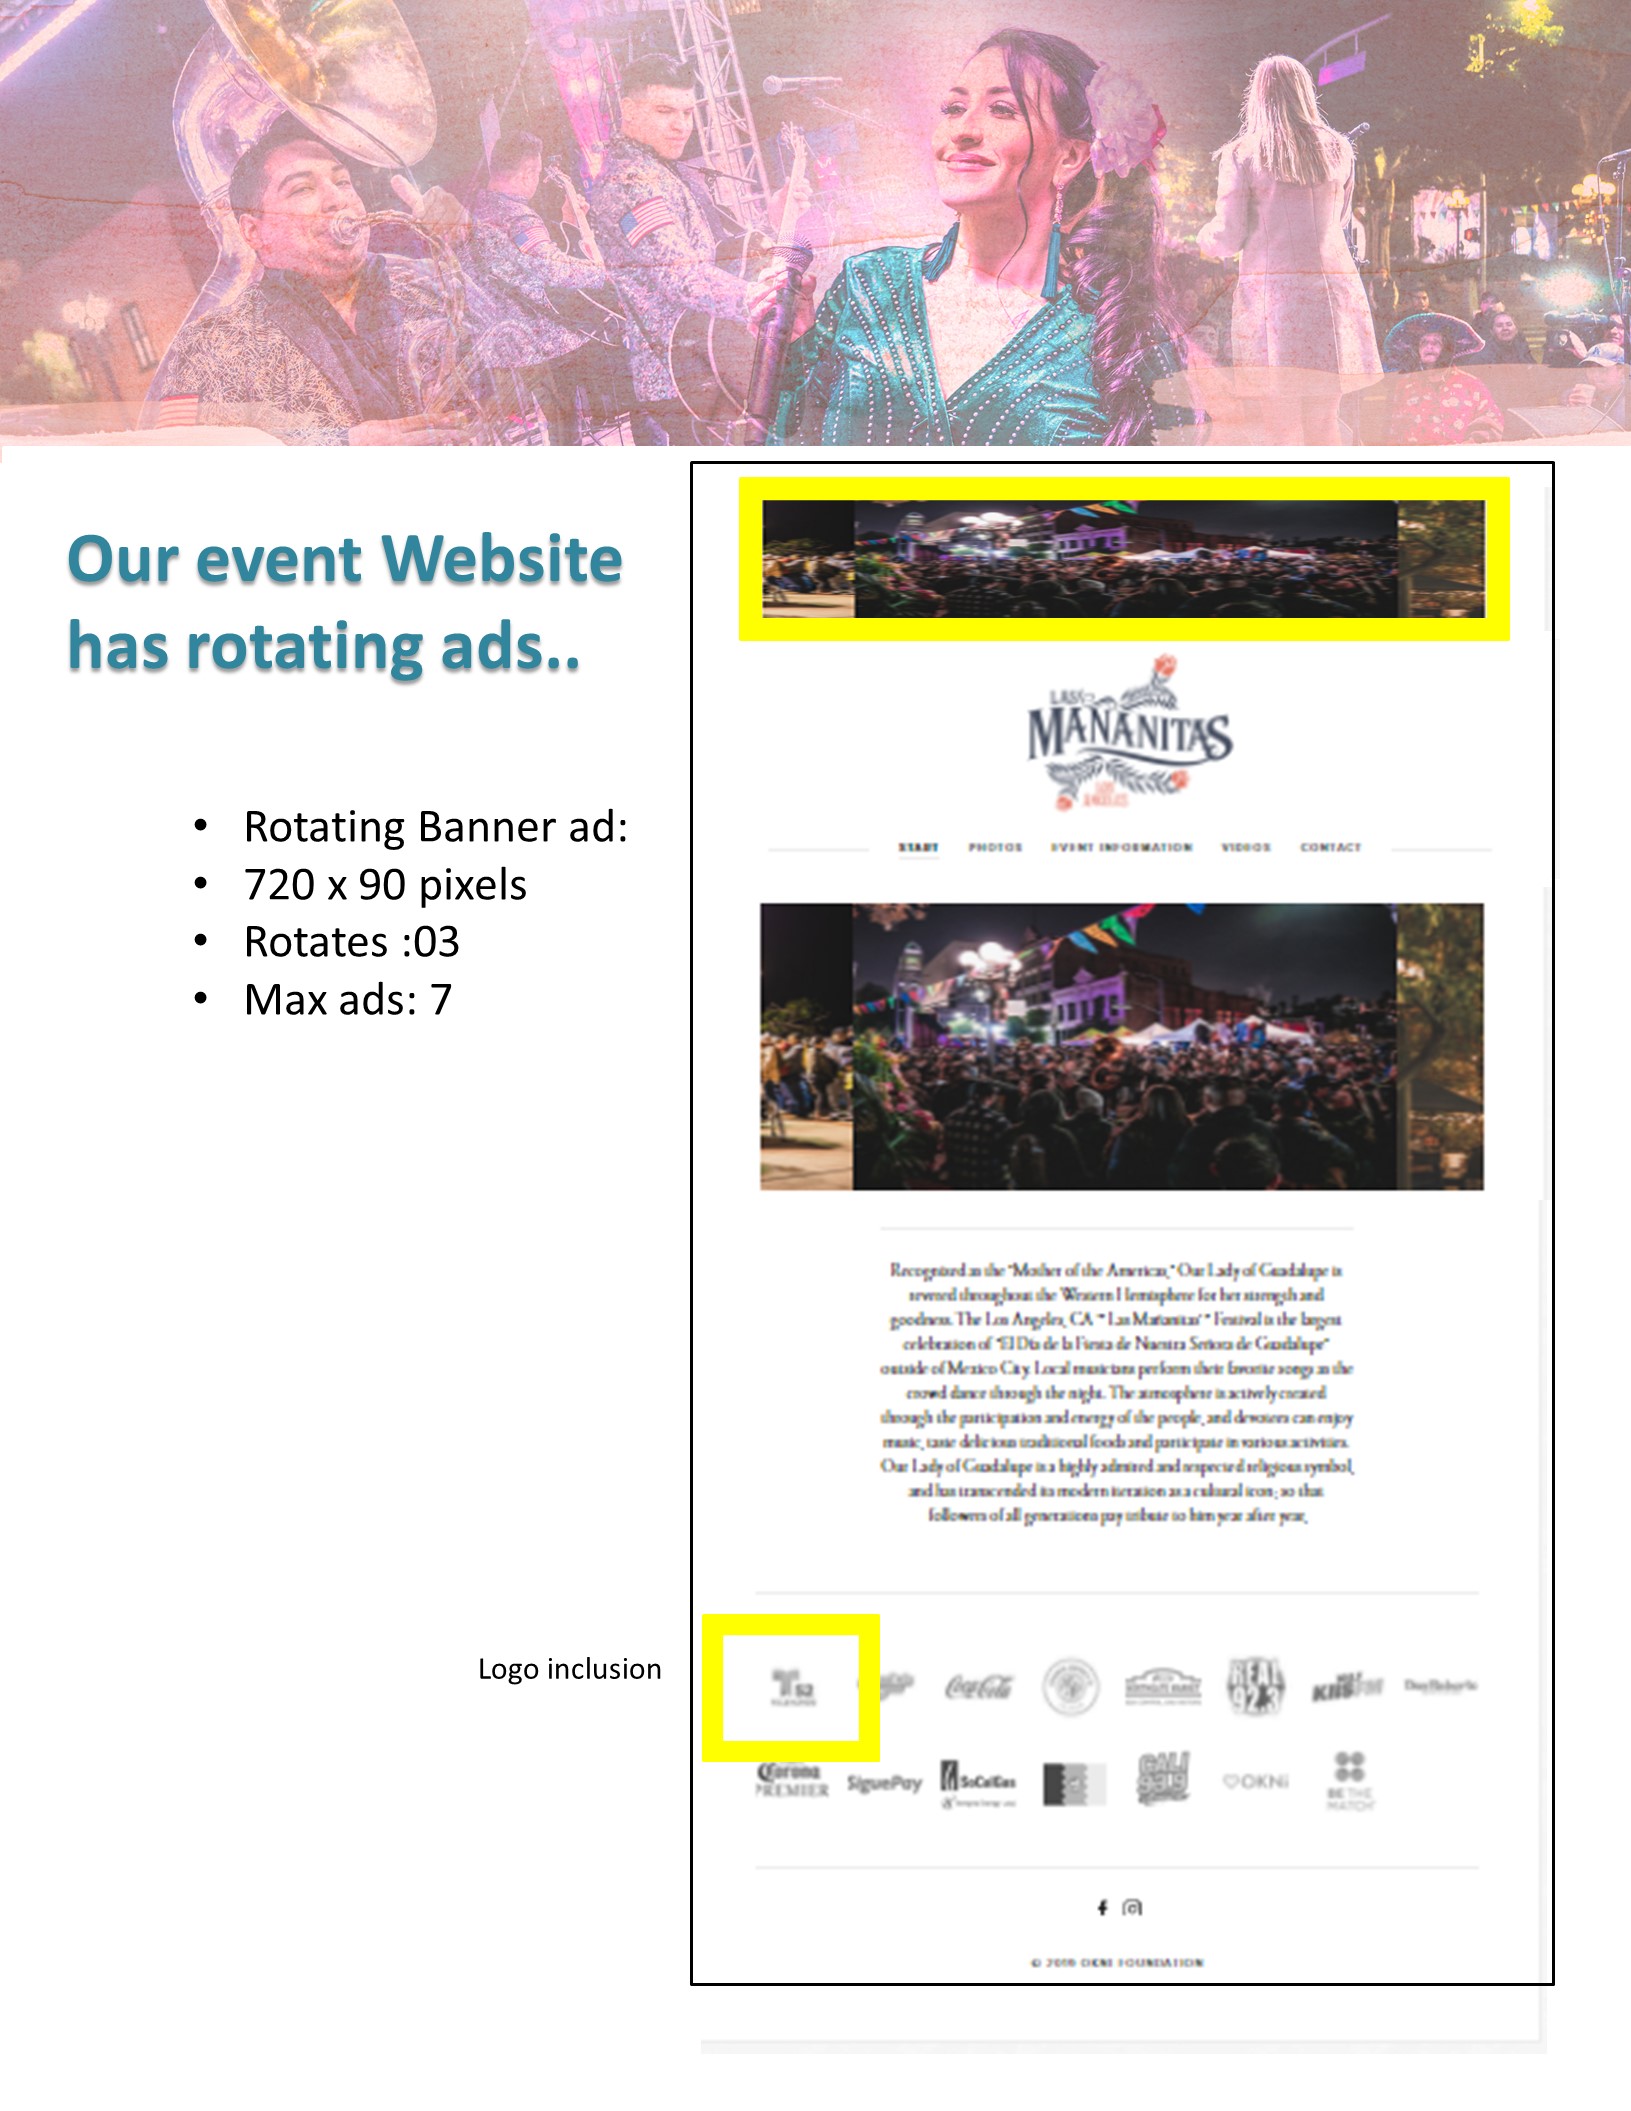 Our event Website
has rotating ads..
• Rotating Banner ad:
• 720 x 90 pixels
• Rotates :03
• Max ads: 7
MANANITAS
START PHOTOS EVENT INFORMATION VIDEOS CONTACT
Recognized as the "Mother of the Americas," Our Lady of Guadalupe is
revered throughout the Western Hemisphere for her strength and
goodness. The Los Angeles, CA " Las Mañanitas " Festival is the largest
celebration of "El Día de la Fiesta de Nuestra Señora de Guadalupe"
outside of Mexico City. Local musicians perform their favorite songs as the
crowd dance through the night. The atmosphere is actively created
through the participation and energy of the people, and devotees can enjoy
music, taste delicious traditional foods and participate in various activities.
Our Lady of Guadalupe is a highly admired and respected religious symbol,
and has transcended its modern iteration as a cultural icon; so that
followers of all generations pay tribute to him year after year.
Logo inclusion
52 Coca-Cola REAL 92.3 KIIS FM
Corona PREMIER SiguePay SoCalGas CALI 93.9 OKNi BE THE MATCH
© 2019 OKNI FOUNDATION